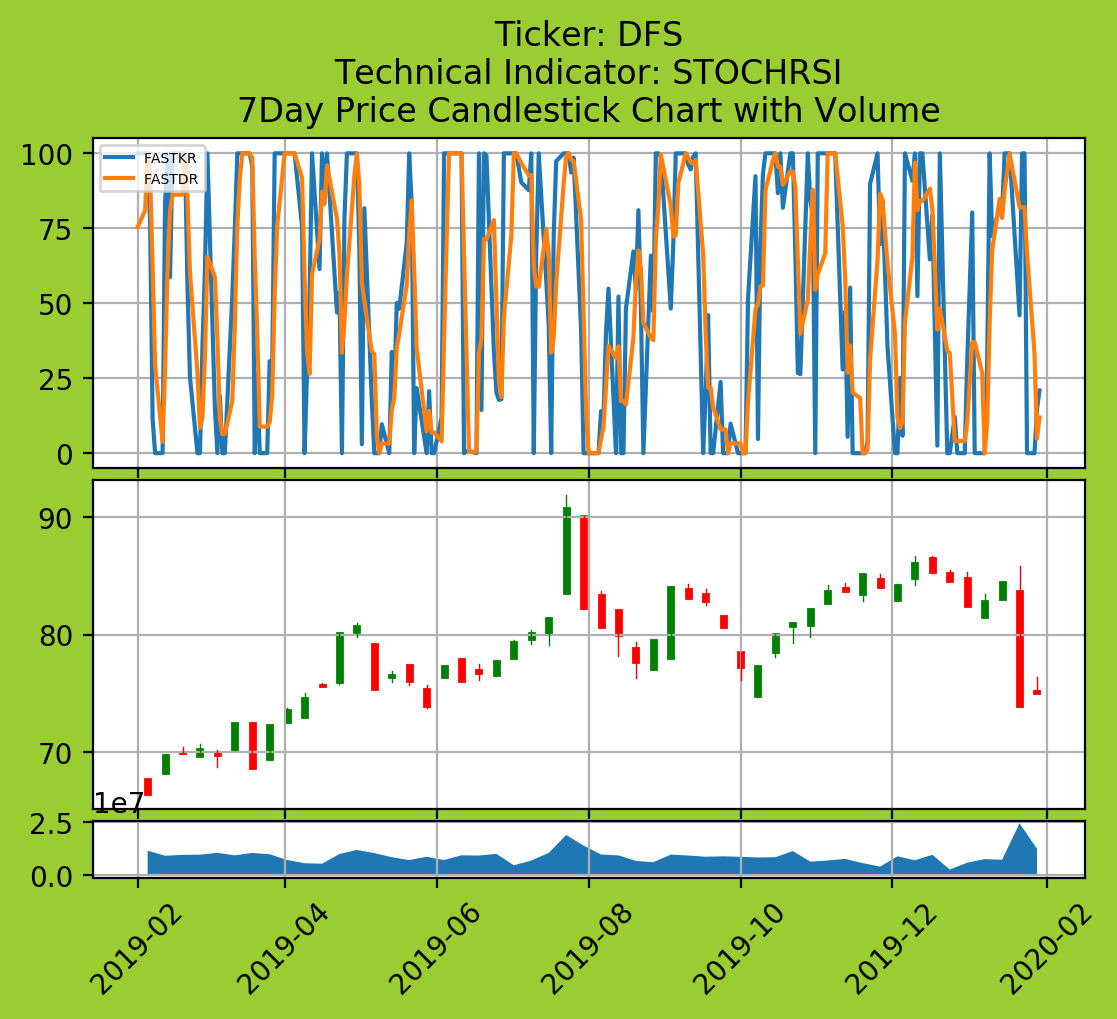 Ticker: DFS
Technical Indicator: STOCHRSI
7Day Price Candlestick Chart with Volume
100
75
50
25
0
FASTKR
FASTDR
90
80
70
1e7
2.5
0.0
2019-02
2019-04
2019-06
2019-08
2019-10
2019-12
2020-02